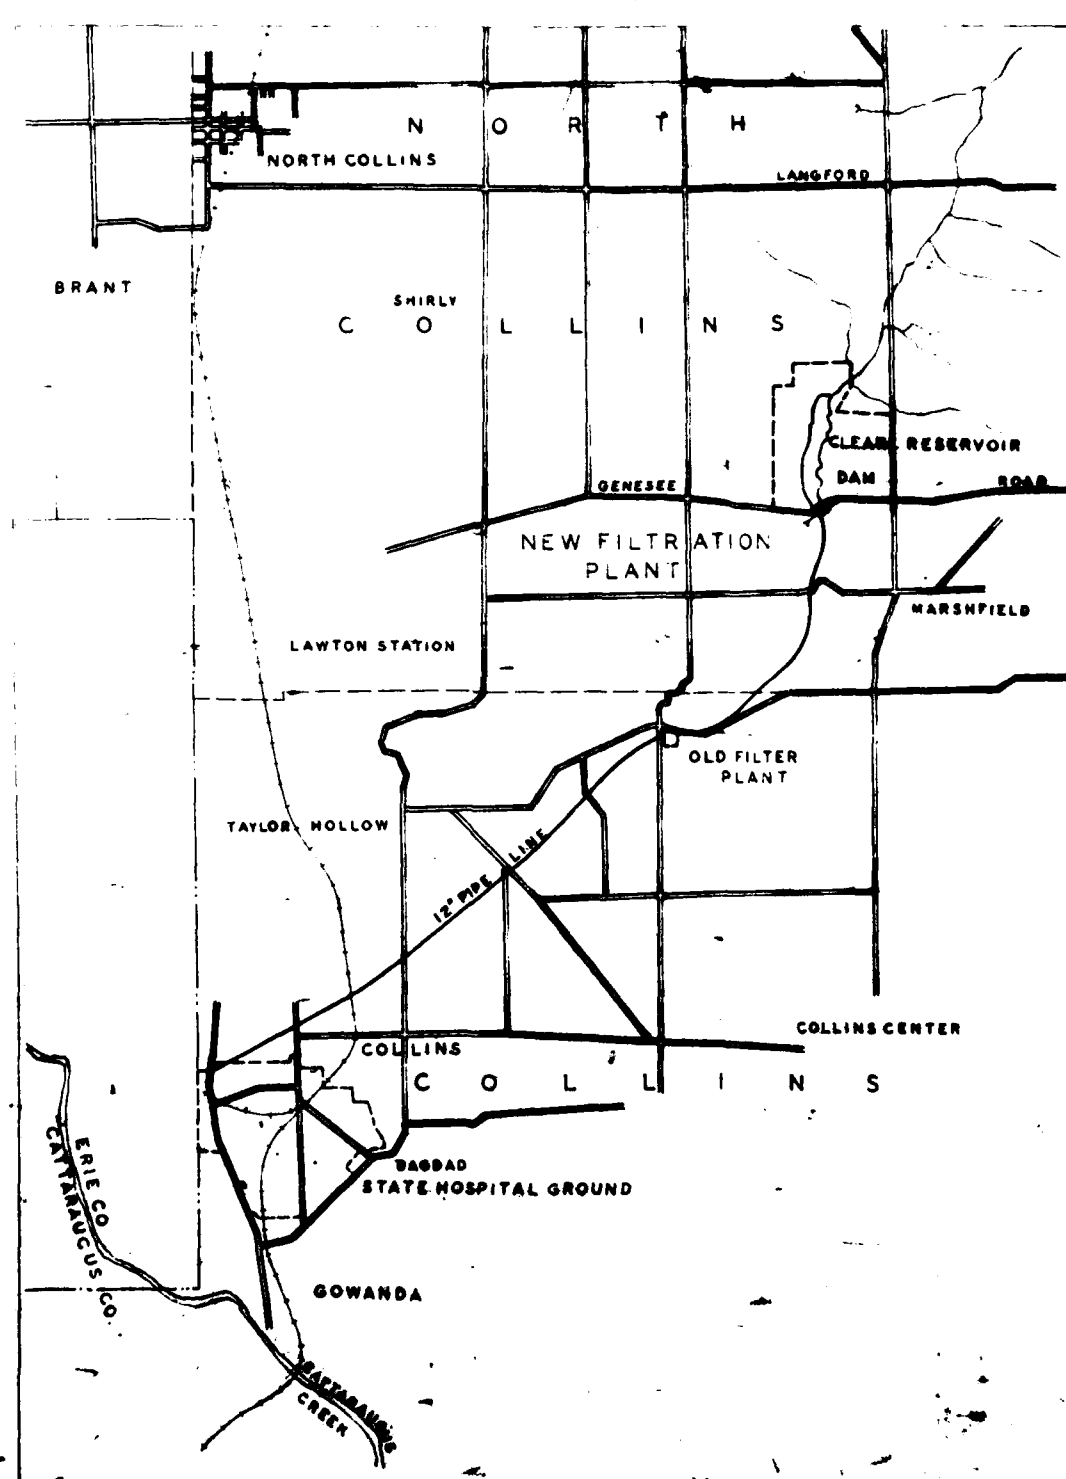 N O R T H
NORTH COLLINS
LANGFORD
BRANT
SHIRLY
C O L L I N S
CLEAR RESERVOIR
DAM
GENESEE ROAD
NEW FILTRATION
PLANT
MARSHFIELD
LAWTON STATION
OLD FILTER
PLANT
TAYLOR HOLLOW
12" PIPE LINE
COLLINS CENTER
COLLINS
C O L L I N S
BAGDAD
STATE HOSPITAL GROUND
ERIE CO
CATTARAUGUS CO.
GOWANDA
CATTARAUGUS
CREEK